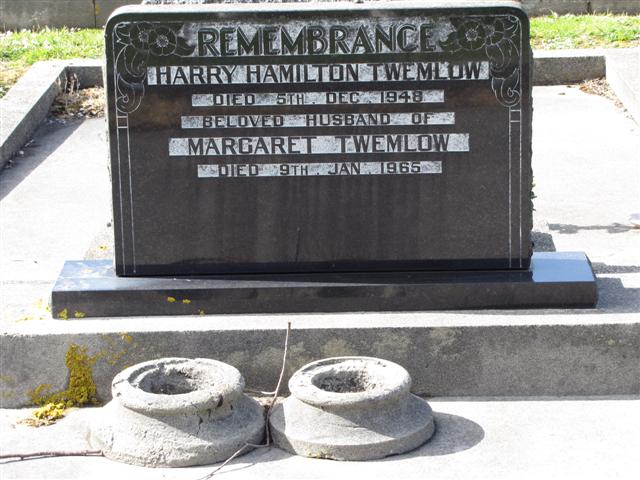 REMEMBRANCE
HARRY HAMILTON TWEMLOW
DIED 5TH DEC 1948
BELOVED HUSBAND OF
MARGARET TWEMLOW
DIED 9TH JAN 1965